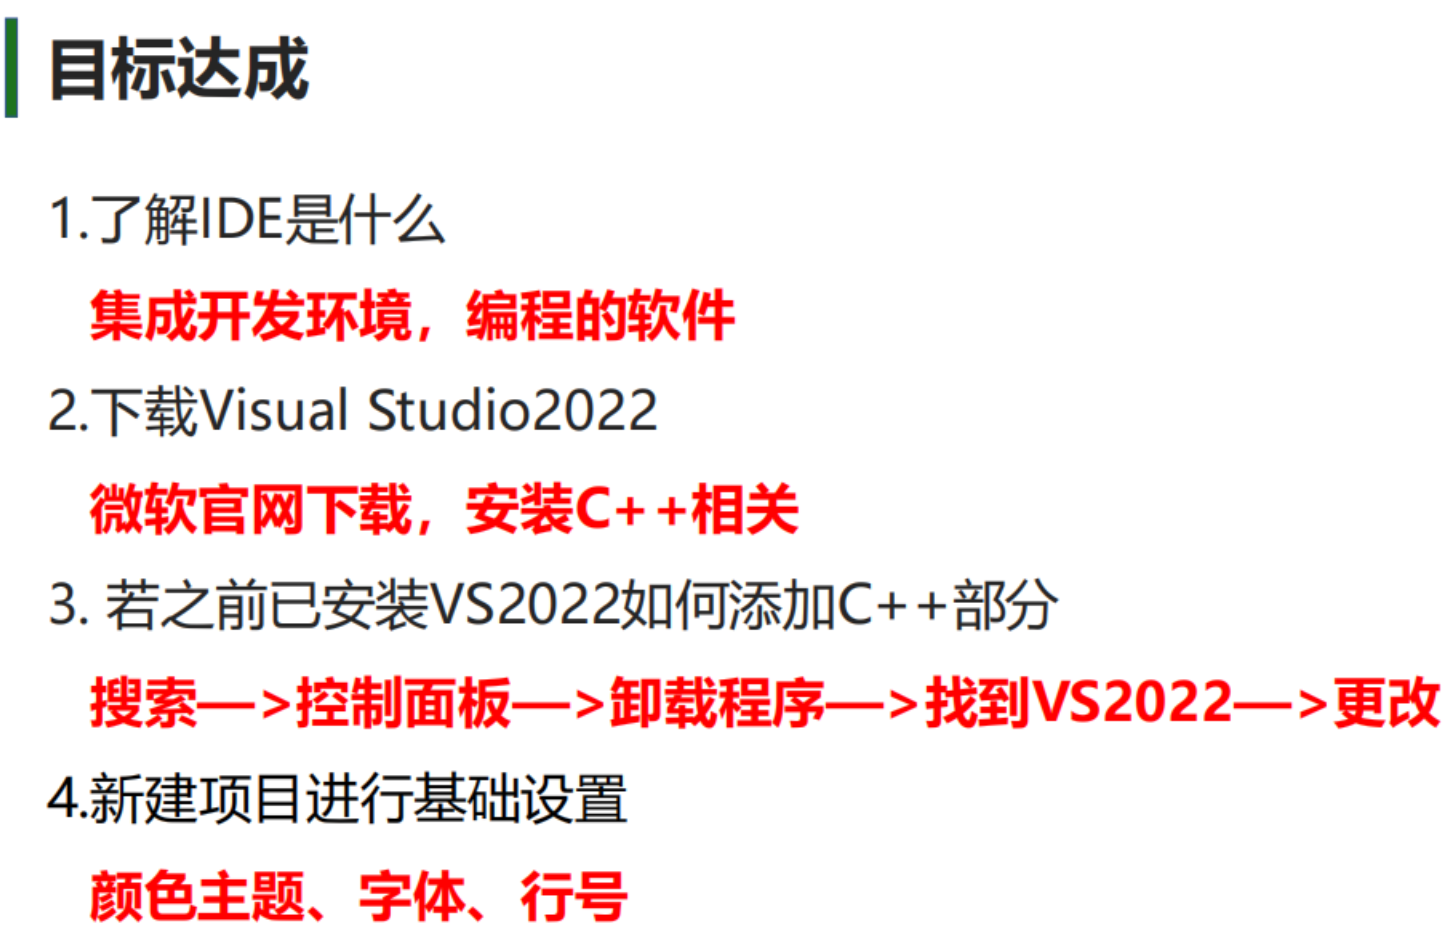 目标达成
1.了解IDE是什么
集成开发环境，编程的软件
2.下载Visual Studio2022
微软官网下载，安装C++相关
3. 若之前已安装VS2022如何添加C++部分
搜索—>控制面板—>卸载程序—>找到VS2022—>更改
4.新建项目进行基础设置
颜色主题、字体、行号